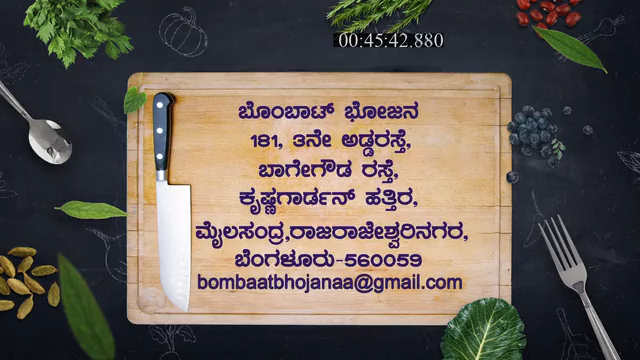 00:45:42.880
ಬೊಂಬಾಟ್ ಭೋಜನ
181, 3ನೇ ಅಡ್ಡರಸ್ತೆ,
ಬಾಗೇಗೌಡ ರಸ್ತೆ,
ಕೃಷ್ಣಗಾರ್ಡನ್ ಹತ್ತಿರ,
ಮೈಲಸಂದ್ರ,ರಾಜರಾಜೇಶ್ವರಿನಗರ,
ಬೆಂಗಳೂರು-560059
bombaatbhojanaa@gmail.com